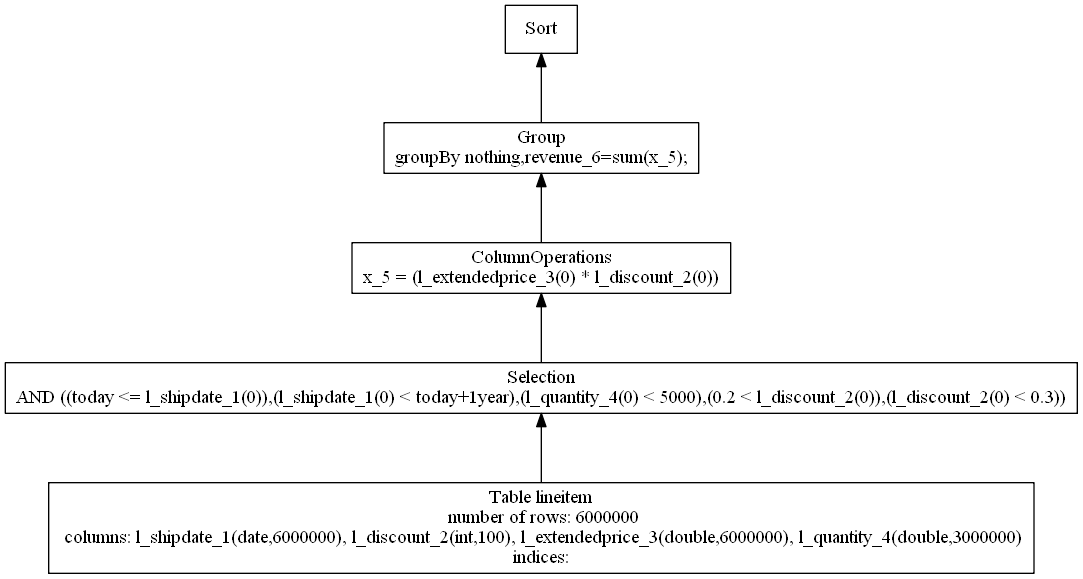 Sort
Group
groupBy nothing,revenue_6=sum(x_5);
ColumnOperations
x_5 = (l_extendedprice_3(0) * l_discount_2(0))
Selection
AND ((today <= l_shipdate_1(0)),(l_shipdate_1(0) < today+1year),(l_quantity_4(0) < 5000),(0.2 < l_discount_2(0)),(l_discount_2(0) < 0.3))
Table lineitem
number of rows: 6000000
columns: l_shipdate_1(date,6000000), l_discount_2(int,100), l_extendedprice_3(double,6000000), l_quantity_4(double,3000000)
indices: